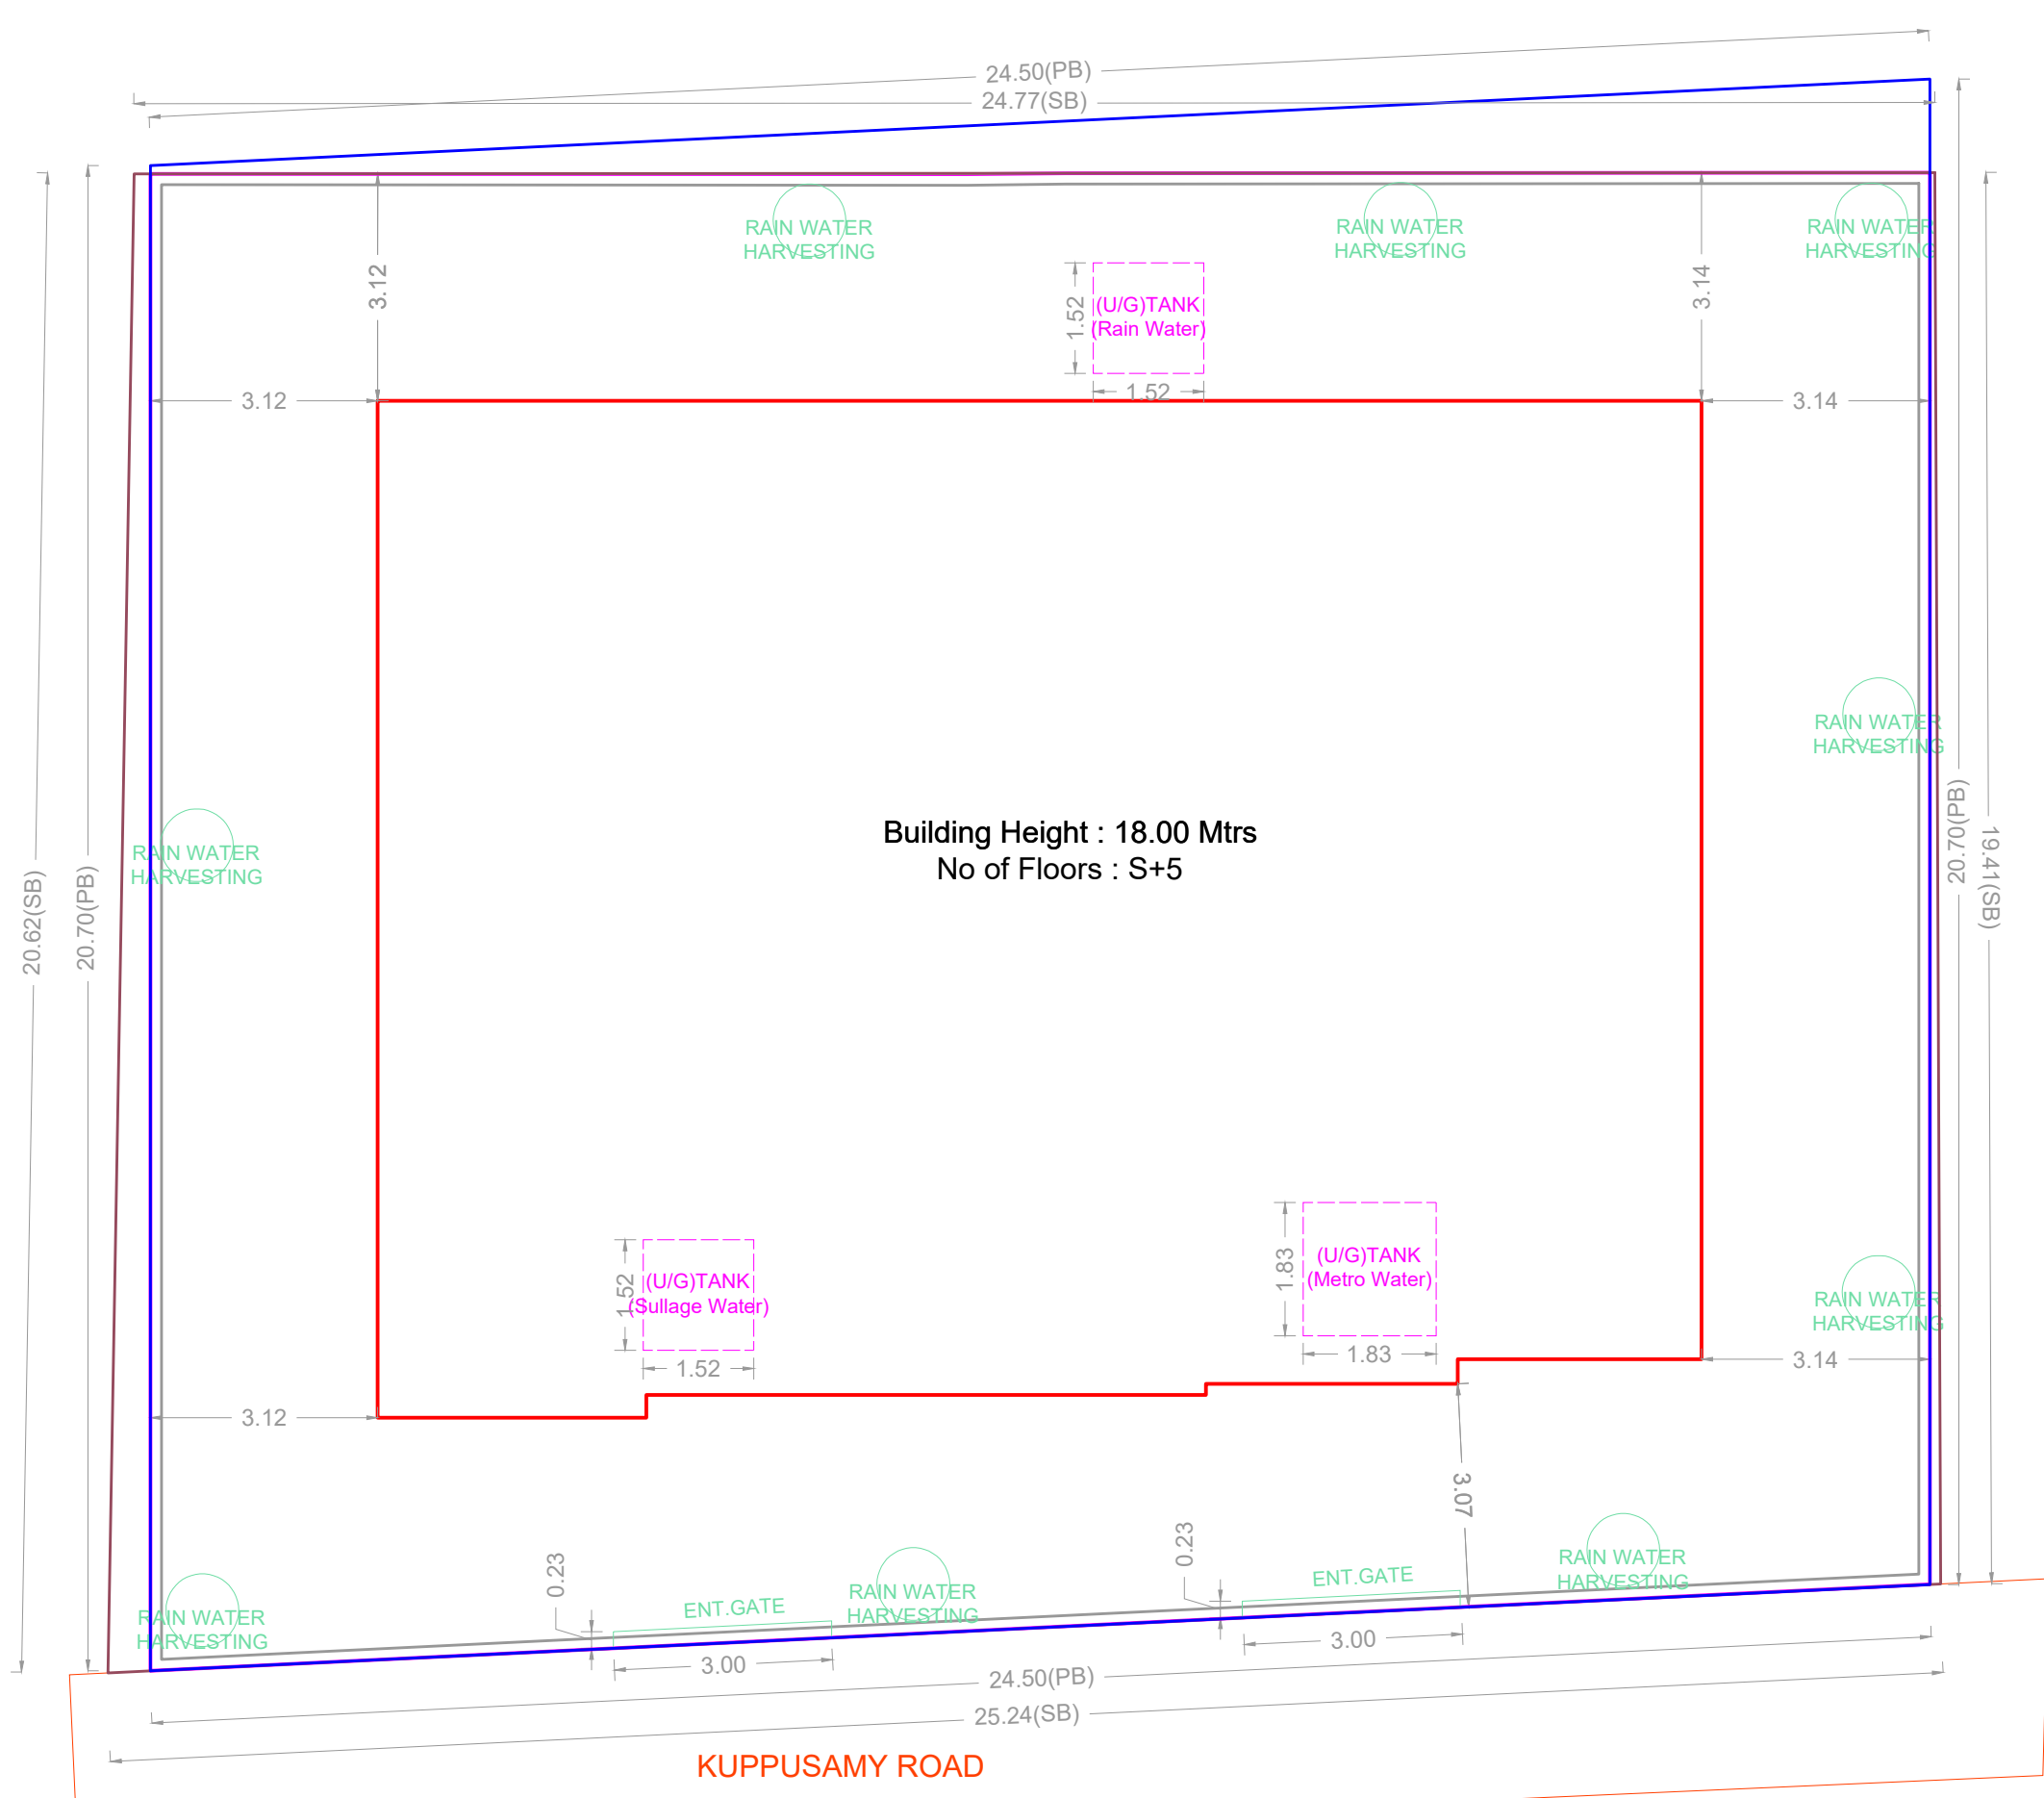 24.50(PB)
24.77(SB)
RAIN WATER
HARVESTING
RAIN WATER
HARVESTING
RAIN WATER
HARVESTING
3.12
(U/G)TANK
(Rain Water)
1.52
1.52
3.14
3.12
3.14
RAIN WATER
HARVESTING
Building Height : 18.00 Mtrs
No of Floors : S+5
RAIN WATER
HARVESTING
20.62(SB)
20.70(PB)
20.70(PB)
19.41(SB)
(U/G)TANK
(Metro Water)
1.83
1.83
(U/G)TANK
(Sullage Water)
1.52
1.52
RAIN WATER
HARVESTING
3.14
3.12
3.07
0.23
0.23
RAIN WATER
HARVESTING
ENT.GATE
RAIN WATER
HARVESTING
ENT.GATE
RAIN WATER
HARVESTING
3.00
3.00
24.50(PB)
25.24(SB)
KUPPUSAMY ROAD